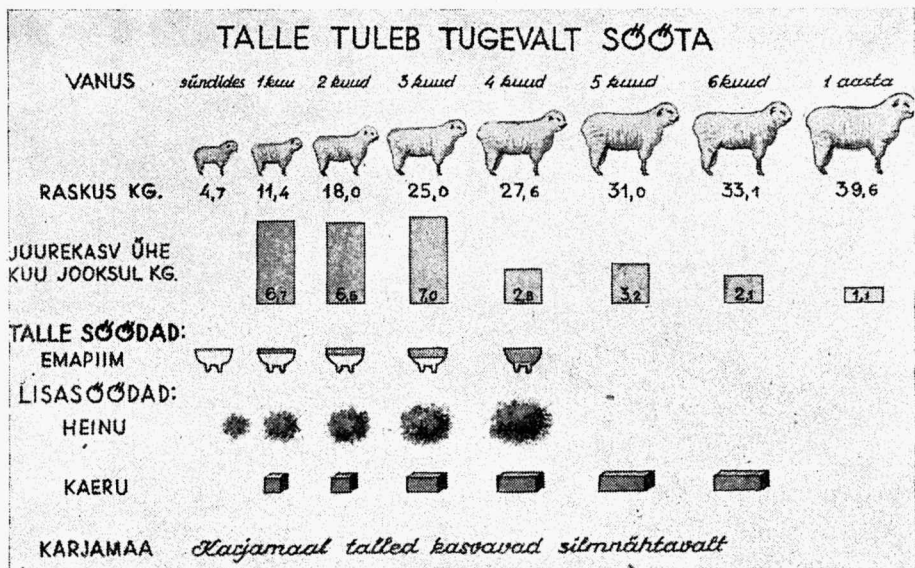 TALLE TULEB TUGEVALT SÖÖTA
VANUS sündides 1 kuu 2 kuud 3 kuud 4 kuud 5 kuud 6 kuud 1 aasta
RASKUS KG. 4,7 11,4 18,0 25,0 27,6 31,0 33,1 39,6
JUUREKASV ÜHE
KUU JOOKSUL KG. 6,7 6,6 7,0 2,8 3,2 2,1 1,1
TALLE SÖÖDAD:
EMAPIIM
LISASÖÖDAD:
HEINU
KAERU
KARJAMAA Karjamaal talled kasvavad silmnähtavalt